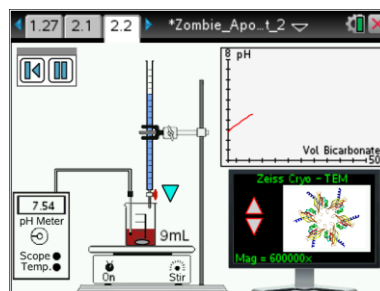 1.27 2.1 2.2 *Zombie_Apo...t_2
8 pH
Vol Bicarbonate
50
7.54
pH Meter
Scope
Temp.
9mL
On Stir
Zeiss Cryo - TEM
Mag = 600000x